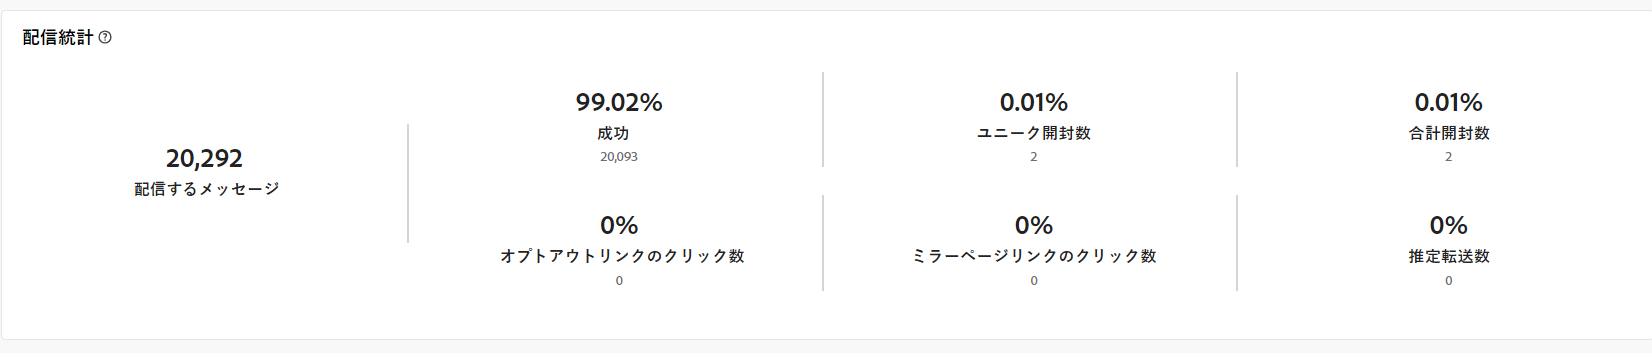 配信統計
20,292
配信するメッセージ
99.02%
成功
20,093
0.01%
ユニーク開封数
2
0.01%
合計開封数
2
0%
オプトアウトリンクのクリック数
0
0%
ミラーページリンクのクリック数
0
0%
推定転送数
0